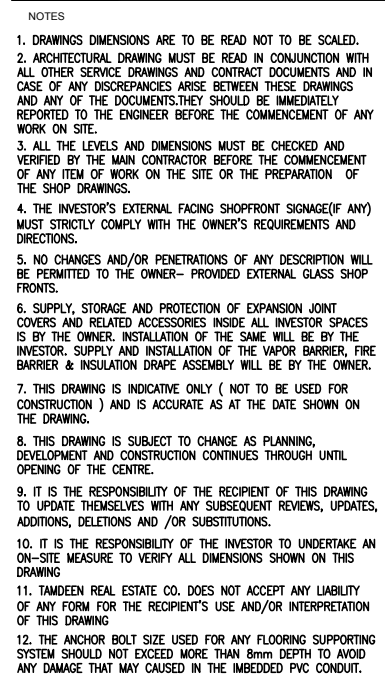 NOTES
1. DRAWINGS DIMENSIONS ARE TO BE READ NOT TO BE SCALED.
2. ARCHITECTURAL DRAWING MUST BE READ IN CONJUNCTION WITH
ALL OTHER SERVICE DRAWINGS AND CONTRACT DOCUMENTS AND IN
CASE OF ANY DISCREPANCIES ARISE BETWEEN THESE DRAWINGS
AND ANY OF THE DOCUMENTS.THEY SHOULD BE IMMEDIATELY
REPORTED TO THE ENGINEER BEFORE THE COMMENCEMENT OF ANY
WORK ON SITE.
3. ALL THE LEVELS AND DIMENSIONS MUST BE CHECKED AND
VERIFIED BY THE MAIN CONTRACTOR BEFORE THE COMMENCEMENT
OF ANY ITEM OF WORK ON THE SITE OR THE PREPARATION OF
THE SHOP DRAWINGS.
4. THE INVESTOR'S EXTERNAL FACING SHOPFRONT SIGNAGE(IF ANY)
MUST STRICTLY COMPLY WITH THE OWNER'S REQUIREMENTS AND
DIRECTIONS.
5. NO CHANGES AND/OR PENETRATIONS OF ANY DESCRIPTION WILL
BE PERMITTED TO THE OWNER- PROVIDED EXTERNAL GLASS SHOP
FRONTS.
6. SUPPLY, STORAGE AND PROTECTION OF EXPANSION JOINT
COVERS AND RELATED ACCESSORIES INSIDE ALL INVESTOR SPACES
IS BY THE OWNER. INSTALLATION OF THE SAME WILL BE BY THE
INVESTOR. SUPPLY AND INSTALLATION OF THE VAPOR BARRIER, FIRE
BARRIER & INSULATION DRAPE ASSEMBLY WILL BE BY THE OWNER.
7. THIS DRAWING IS INDICATIVE ONLY ( NOT TO BE USED FOR
CONSTRUCTION ) AND IS ACCURATE AS AT THE DATE SHOWN ON
THE DRAWING.
8. THIS DRAWING IS SUBJECT TO CHANGE AS PLANNING,
DEVELOPMENT AND CONSTRUCTION CONTINUES THROUGH UNTIL
OPENING OF THE CENTRE.
9. IT IS THE RESPONSIBILITY OF THE RECIPIENT OF THIS DRAWING
TO UPDATE THEMSELVES WITH ANY SUBSEQUENT REVIEWS, UPDATES,
ADDITIONS, DELETIONS AND /OR SUBSTITUTIONS.
10. IT IS THE RESPONSIBILITY OF THE INVESTOR TO UNDERTAKE AN
ON-SITE MEASURE TO VERIFY ALL DIMENSIONS SHOWN ON THIS
DRAWING
11. TAMDEEN REAL ESTATE CO. DOES NOT ACCEPT ANY LIABILITY
OF ANY FORM FOR THE RECIPIENT'S USE AND/OR INTERPRETATION
OF THIS DRAWING
12. THE ANCHOR BOLT SIZE USED FOR ANY FLOORING SUPPORTING
SYSTEM SHOULD NOT EXCEED MORE THAN 8mm DEPTH TO AVOID
ANY DAMAGE THAT MAY CAUSED IN THE IMBEDDED PVC CONDUIT.